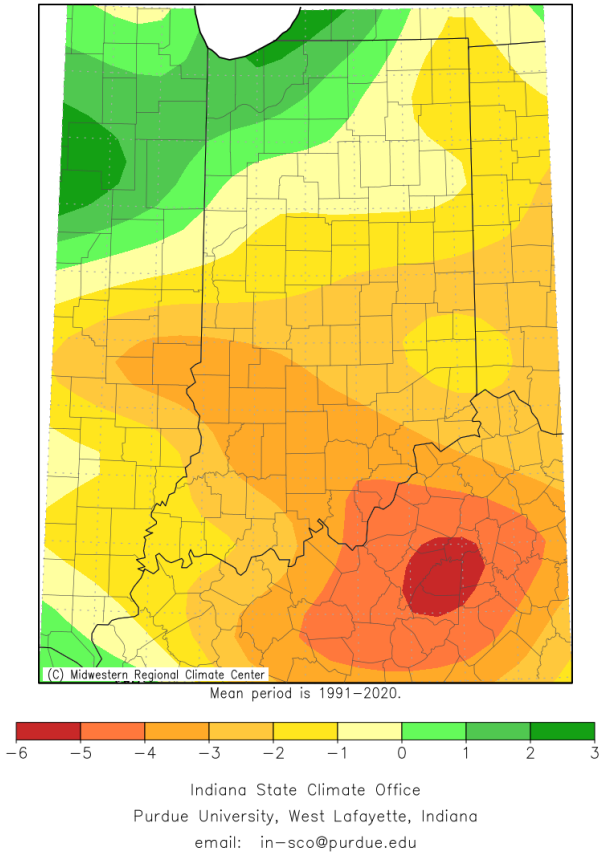 (C) Midwestern Regional Climate Center
Mean period is 1991-2020.
-6 -5 -4 -3 -2 -1 0 1 2 3
Indiana State Climate Office
Purdue University, West Lafayette, Indiana
email: in-sco@purdue.edu